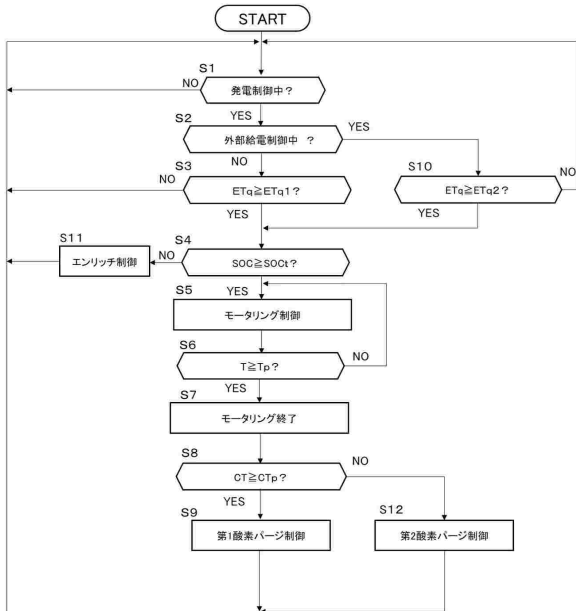 START
S1
発電制御中？
NO
YES
S2
外部給電制御中 ？
YES
NO
S3
ETq≧ETq1？
NO
YES
S10
ETq≧ETq2？
NO
YES
S11
エンリッチ制御
S4
SOC≧SOCt？
NO
YES
S5
モータリング制御
S6
T≧Tp？
NO
YES
S7
モータリング終了
S8
CT≧CTp？
NO
YES
S9
第1酸素パージ制御
S12
第2酸素パージ制御